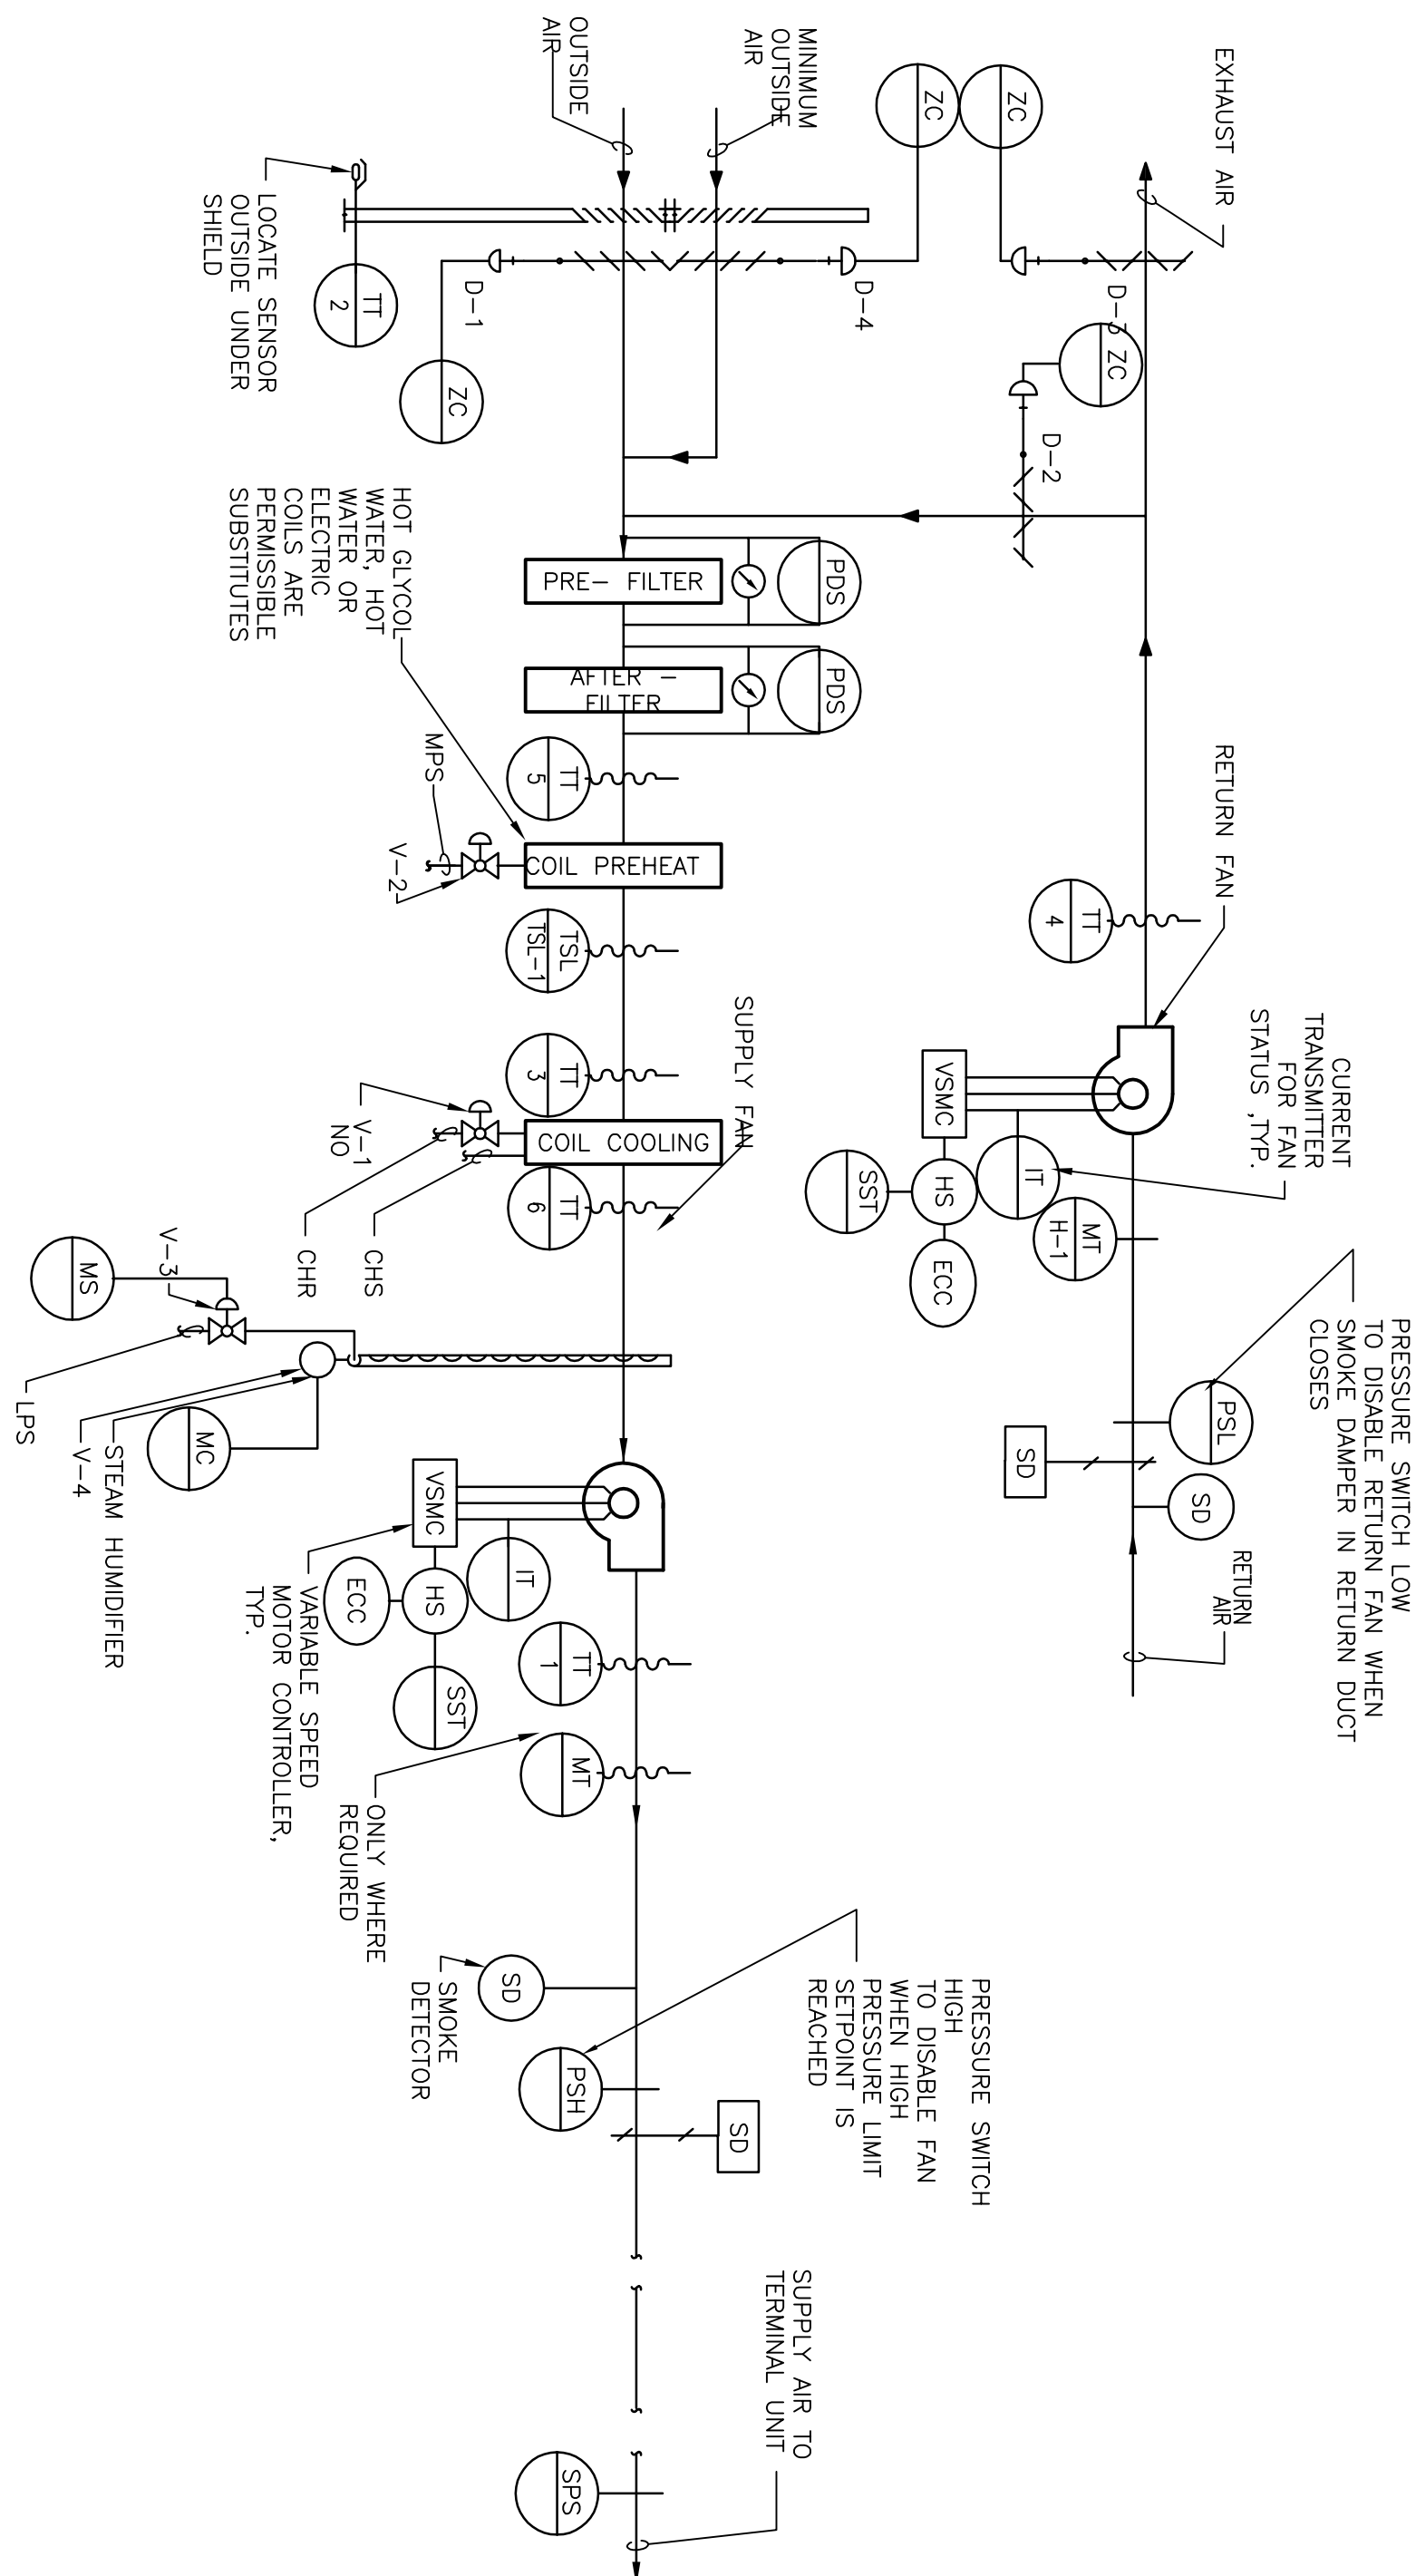 EXHAUST AIR
ZC
ZC
MINIMUM
OUTSIDE
AIR
OUTSIDE
AIR
LOCATE SENSOR
OUTSIDE UNDER
SHIELD
TT
2
D-1
D-4
D-3
ZC
ZC
D-2
HOT GLYCOL
WATER, HOT
WATER OR
ELECTRIC
COILS ARE
PERMISSIBLE
SUBSTITUTES
PRE- FILTER
PDS
AFTER -
FILTER
PDS
MPS
V-2
TT
5
COIL PREHEAT
TSL
TSL-1
TT
3
COIL COOLING
V-1
NO
CHR
CHS
TT
6
SUPPLY FAN
RETURN FAN
TT
4
CURRENT
TRANSMITTER
FOR FAN
STATUS ,TYP.
VSMC
IT
HS
SST
ECC
MT
H-1
PRESSURE SWITCH LOW
TO DISABLE RETURN FAN WHEN
SMOKE DAMPER IN RETURN DUCT
CLOSES
PSL
SD
SD
RETURN
AIR
MS
V-3
LPS
MC
V-4
STEAM HUMIDIFIER
VSMC
IT
HS
ECC
SST
VARIABLE SPEED
MOTOR CONTROLLER,
TYP.
TT
1
MT
ONLY WHERE
REQUIRED
SD
SMOKE
DETECTOR
PSH
SD
PRESSURE SWITCH
HIGH
TO DISABLE FAN
WHEN HIGH
PRESSURE LIMIT
SETPOINT IS
REACHED
SUPPLY AIR TO
TERMINAL UNIT
SPS